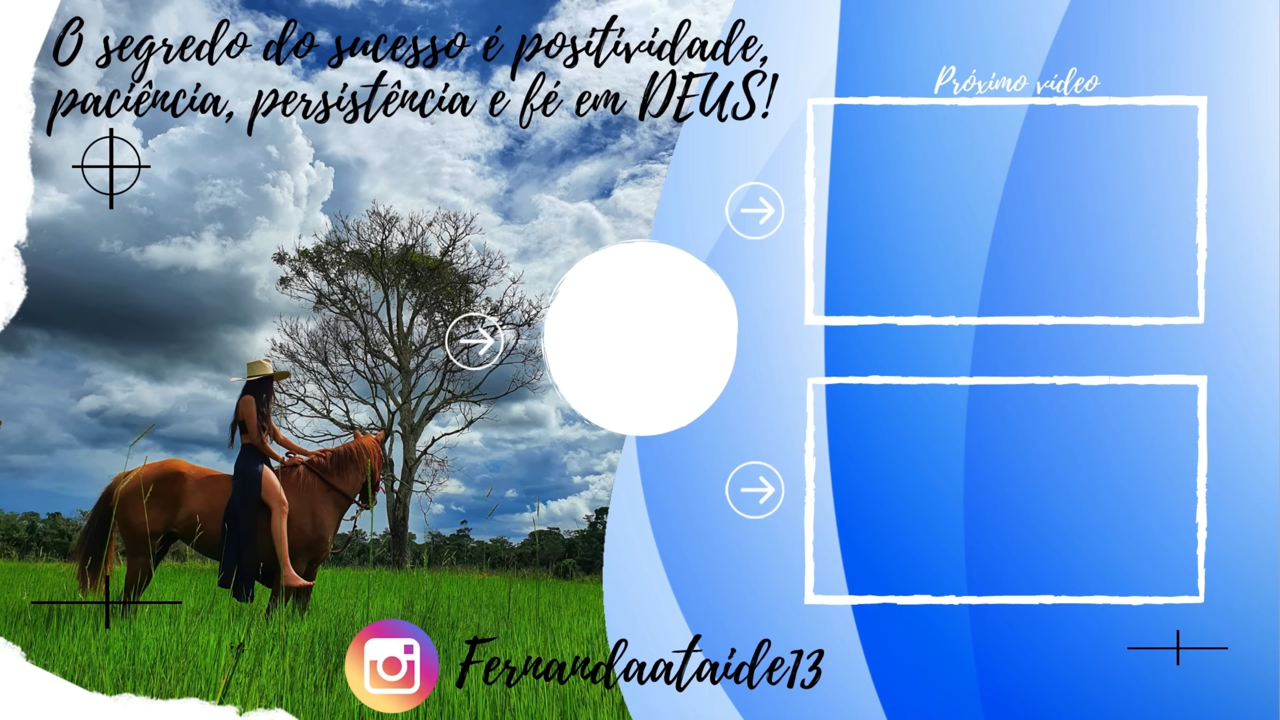 O segredo do sucesso é positividade,
paciência, persistência e fé em DEUS!
Próximo vídeo
Fernandaataide13